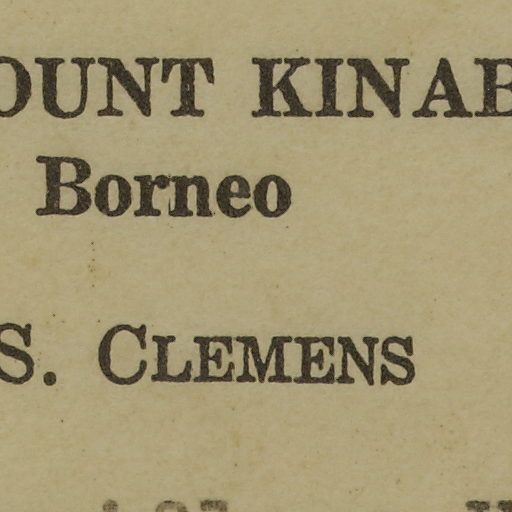 OUNT KINAB
Borneo
S. CLEMENS